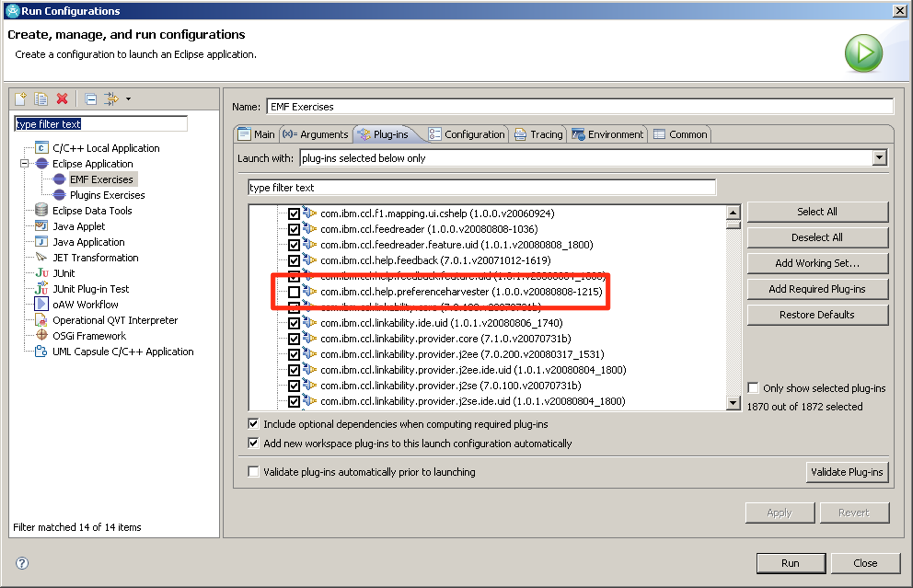 Run Configurations
Create, manage, and run configurations
Create a configuration to launch an Eclipse application.
type filter text
C/C++ Local Application
Eclipse Application
EMF Exercises
Plugins Exercises
Eclipse Data Tools
Java Applet
Java Application
JET Transformation
JUnit
JUnit Plug-in Test
oAW Workflow
Operational QVT Interpreter
OSGi Framework
UML Capsule C/C++ Application
Filter matched 14 of 14 items
Name: EMF Exercises
Main Arguments Plug-ins Configuration Tracing Environment Common
Launch with: plug-ins selected below only
type filter text
com.ibm.ccl.f1.mapping.ui.cshelp (1.0.0.v20060924)
com.ibm.ccl.feedreader (1.0.0.v20080808-1036)
com.ibm.ccl.feedreader.feature.uid (1.0.1.v20080808_1800)
com.ibm.ccl.help.feedback (7.0.1.v20071012-1619)
com.ibm.ccl.help.feedback.feature.uid (1.0.1.v20080804_1800)
com.ibm.ccl.help.preferenceharvester (1.0.0.v20080808-1215)
com.ibm.ccl.linkability.core (7.0.100.v20070731b)
com.ibm.ccl.linkability.ide.uid (1.0.1.v20080806_1740)
com.ibm.ccl.linkability.provider.core (7.1.0.v20070731b)
com.ibm.ccl.linkability.provider.j2ee (7.0.200.v20080317_1531)
com.ibm.ccl.linkability.provider.j2ee.ide.uid (1.0.1.v20080804_1800)
com.ibm.ccl.linkability.provider.j2se (7.0.100.v20070731b)
com.ibm.ccl.linkability.provider.j2se.ide.uid (1.0.1.v20080804_1800)
Select All
Deselect All
Add Working Set...
Add Required Plug-ins
Restore Defaults
Only show selected plug-ins
1870 out of 1872 selected
Include optional dependencies when computing required plug-ins
Add new workspace plug-ins to this launch configuration automatically
Validate plug-ins automatically prior to launching
Validate Plug-ins
Apply
Revert
Run
Close